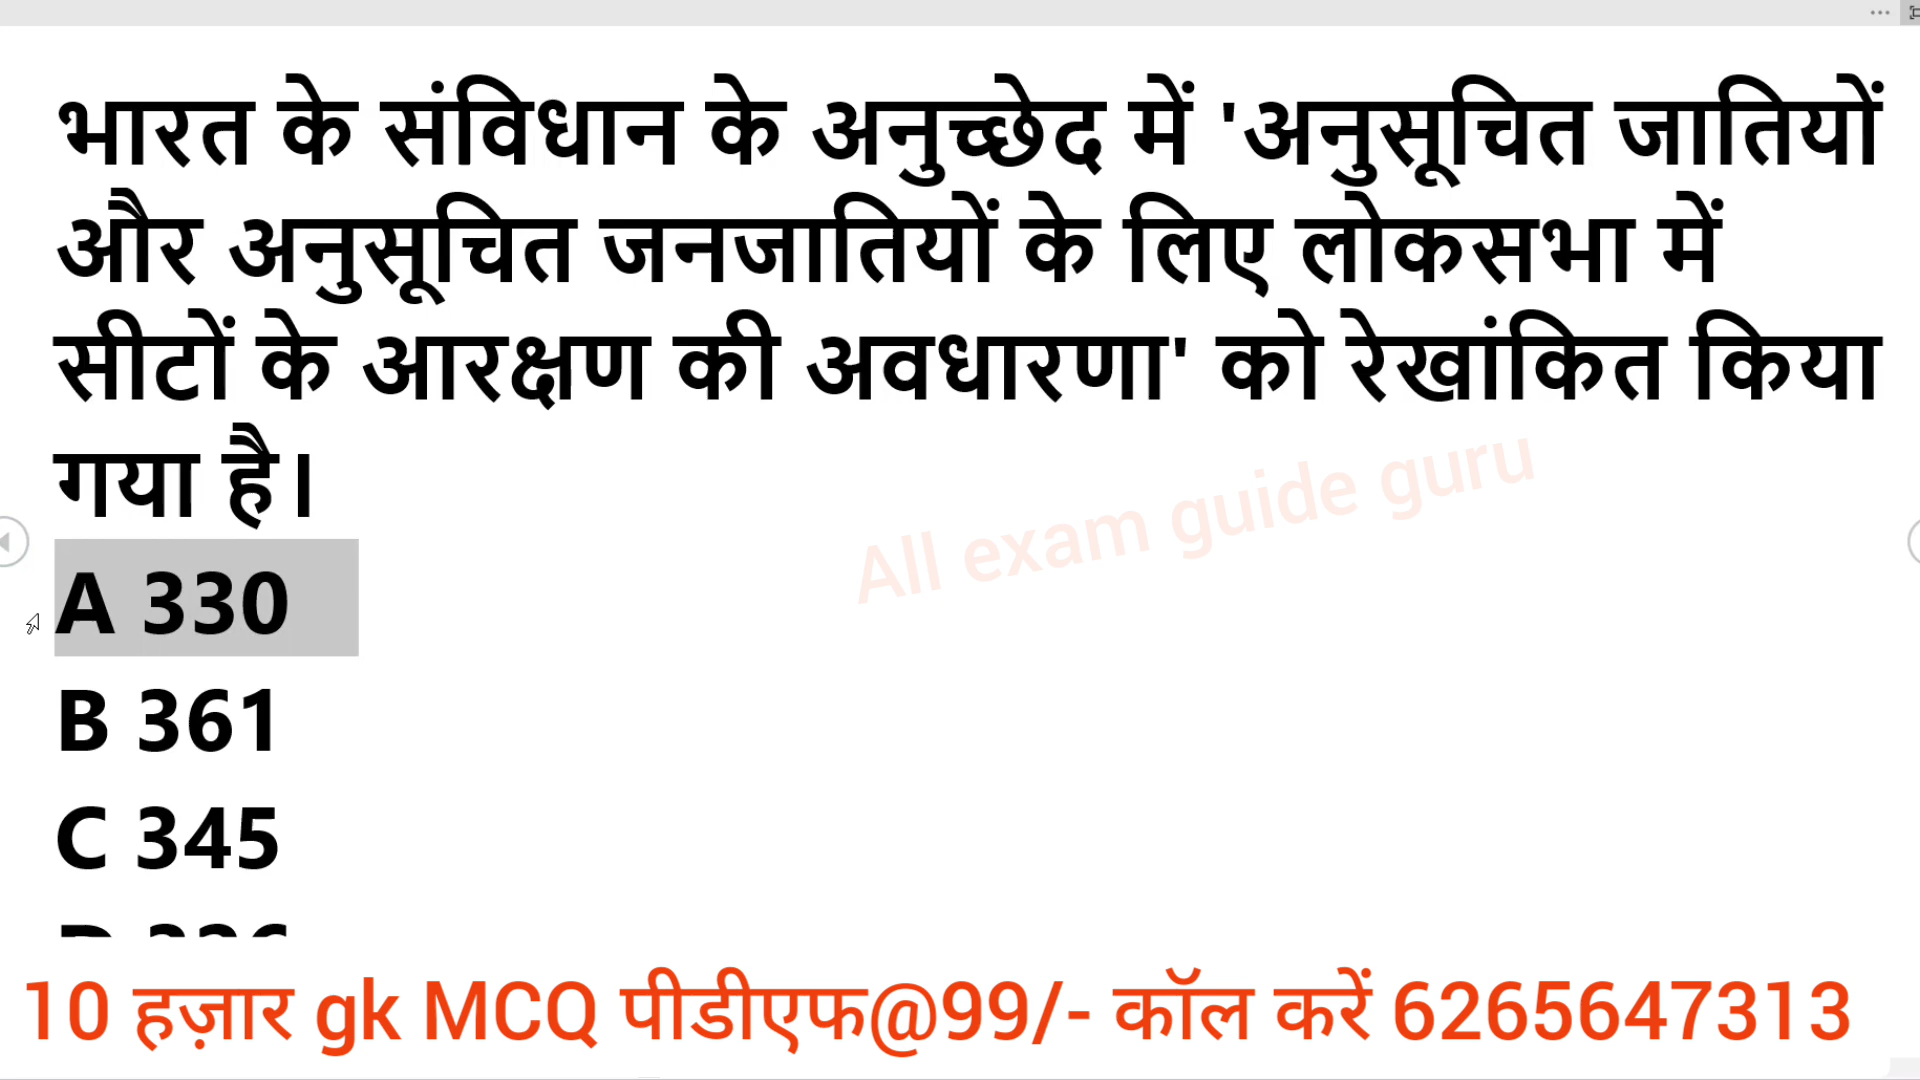 भारत के संविधान के अनुच्छेद में 'अनुसूचित जातियों
और अनुसूचित जनजातियों के लिए लोकसभा में
सीटों के आरक्षण की अवधारणा' को रेखांकित किया
गया है।
All exam guide guru
A 330
B 361
C 345
10 हज़ार gk MCQ पीडीएफ@99/- कॉल करें 6265647313